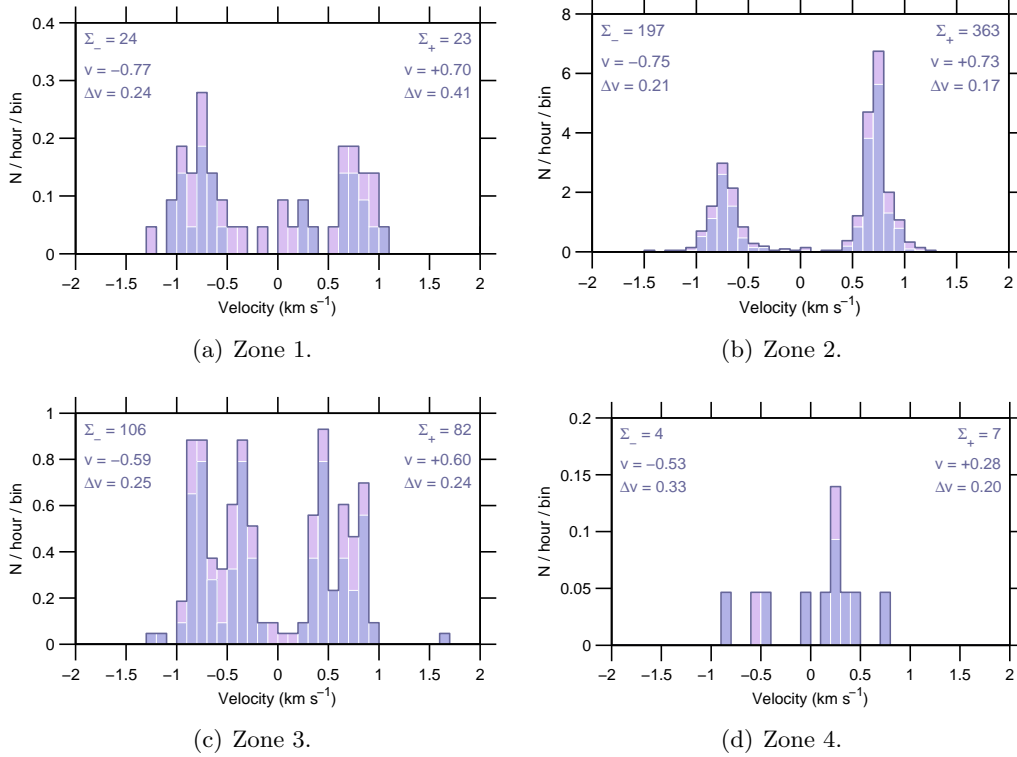 0.4
0.3
0.2
0.1
0
N / hour / bin
Σ− = 24
v = −0.77
Δv = 0.24
Σ+ = 23
v = +0.70
Δv = 0.41
−2 −1.5 −1 −0.5 0 0.5 1 1.5 2
Velocity (km s−1)
(a) Zone 1.
8
6
4
2
0
N / hour / bin
Σ− = 197
v = −0.75
Δv = 0.21
Σ+ = 363
v = +0.73
Δv = 0.17
−2 −1.5 −1 −0.5 0 0.5 1 1.5 2
Velocity (km s−1)
(b) Zone 2.
1
0.8
0.6
0.4
0.2
0
N / hour / bin
Σ− = 106
v = −0.59
Δv = 0.25
Σ+ = 82
v = +0.60
Δv = 0.24
−2 −1.5 −1 −0.5 0 0.5 1 1.5 2
Velocity (km s−1)
(c) Zone 3.
0.2
0.15
0.1
0.05
0
N / hour / bin
Σ− = 4
v = −0.53
Δv = 0.33
Σ+ = 7
v = +0.28
Δv = 0.20
−2 −1.5 −1 −0.5 0 0.5 1 1.5 2
Velocity (km s−1)
(d) Zone 4.